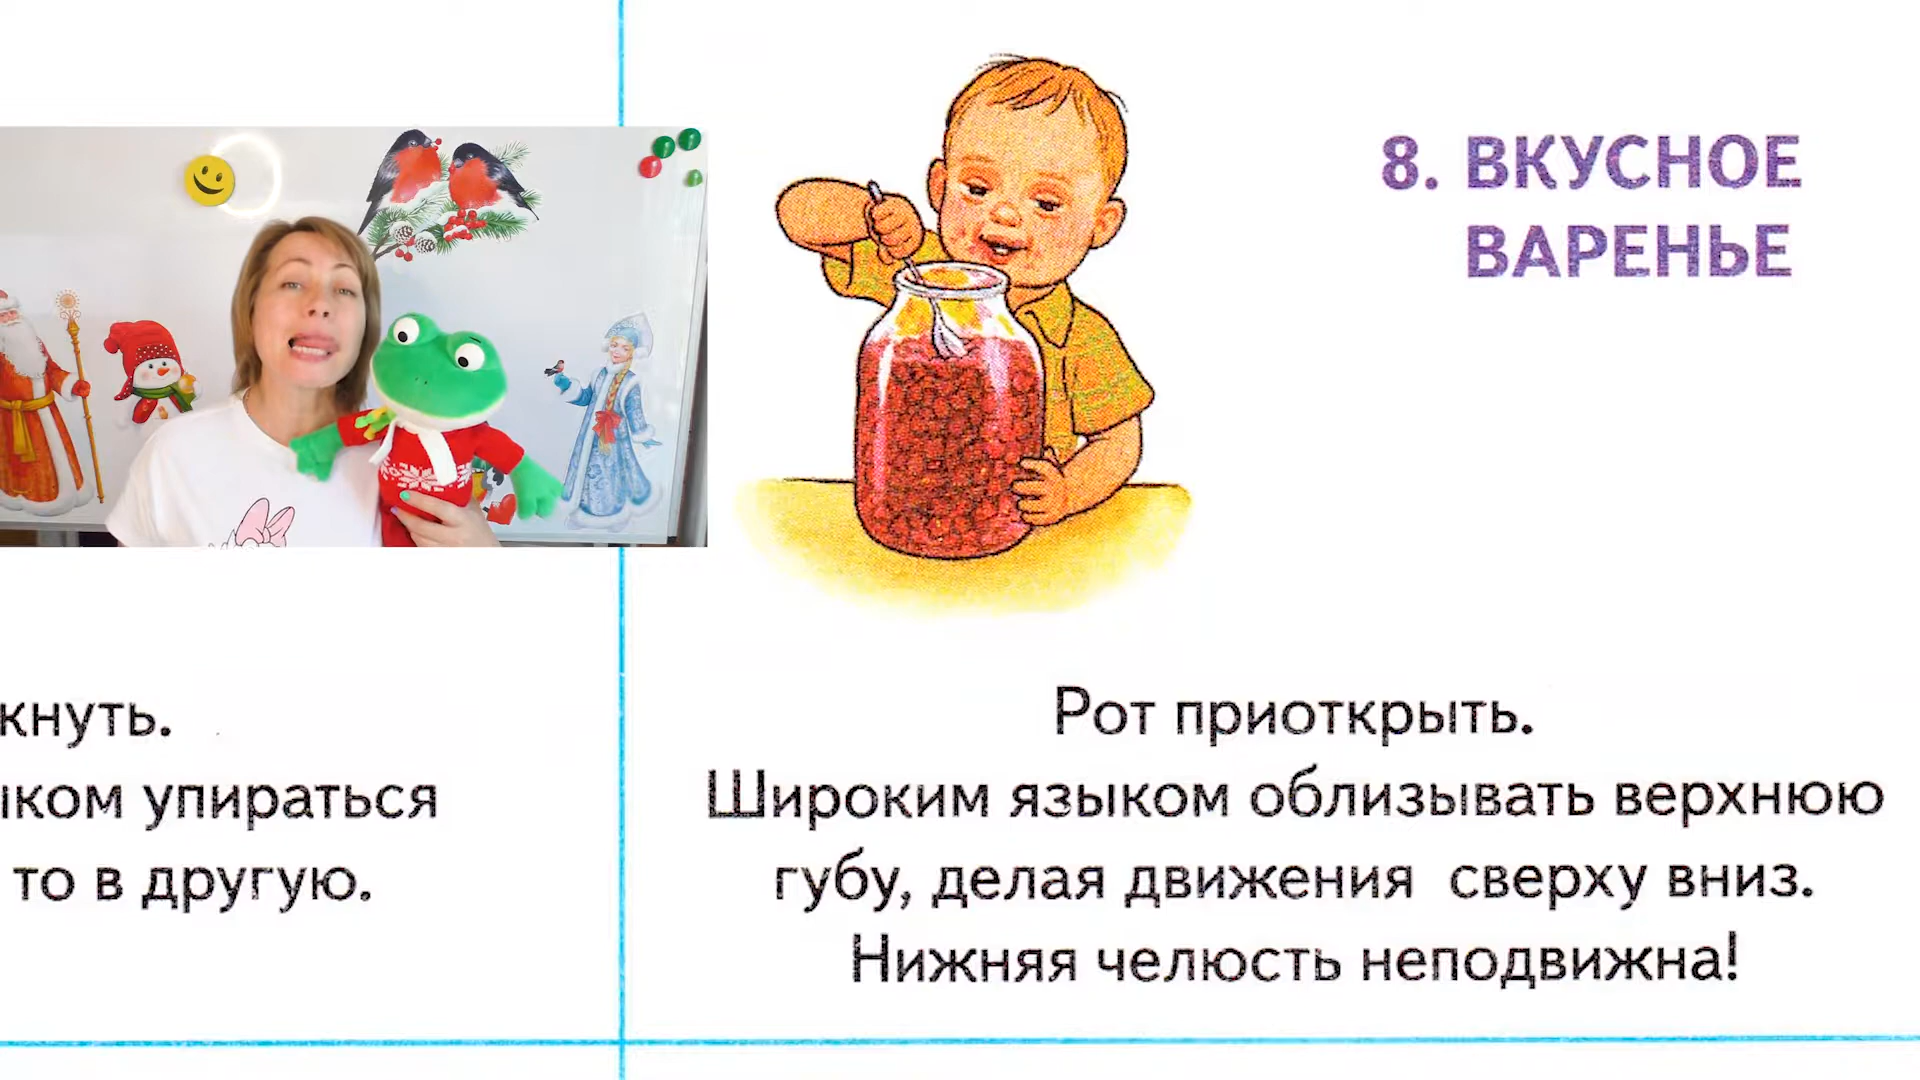 8. ВКУСНОЕ
ВАРЕНЬЕ
Рот приоткрыть.
Широким языком облизывать верхнюю
губу, делая движения сверху вниз.
Нижняя челюсть неподвижна!
кнуть.
ыком упираться
то в другую.